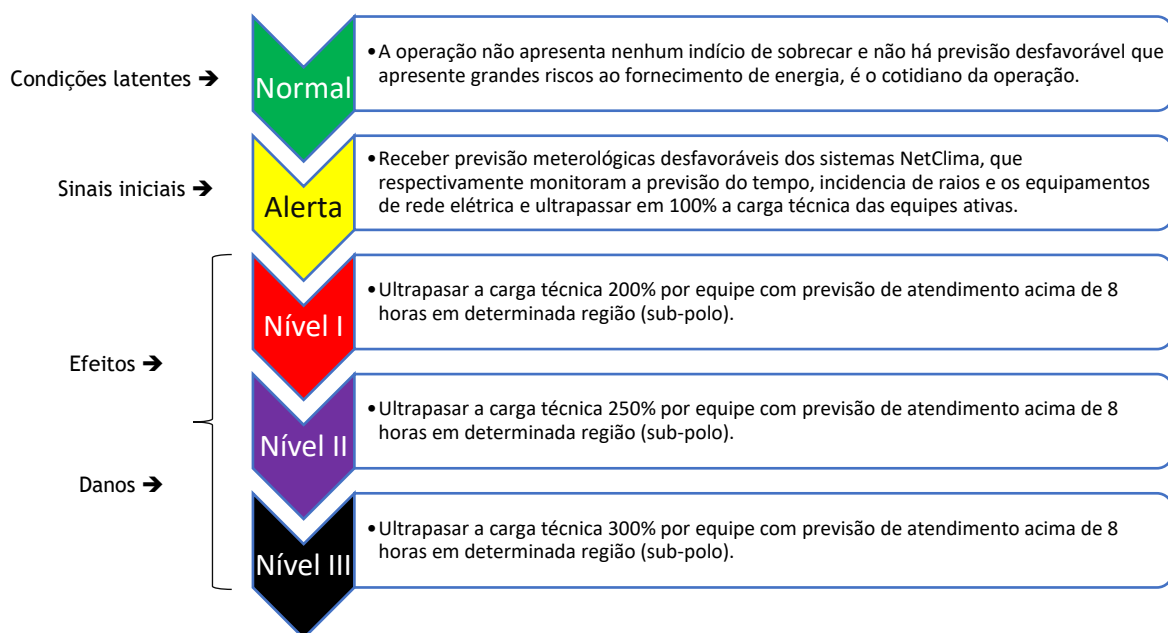 Condições latentes ➔
Normal
•A operação não apresenta nenhum indício de sobrecar e não há previsão desfavorável que
apresente grandes riscos ao fornecimento de energia, é o cotidiano da operação.
Sinais iniciais ➔
Alerta
•Receber previsão meterológicas desfavoráveis dos sistemas NetClima, que
respectivamente monitoram a previsão do tempo, incidencia de raios e os equipamentos
de rede elétrica e ultrapassar em 100% a carga técnica das equipes ativas.
Efeitos ➔
Nível I
•Ultrapasar a carga técnica 200% por equipe com previsão de atendimento acima de 8
horas em determinada região (sub-polo).
Nível II
•Ultrapasar a carga técnica 250% por equipe com previsão de atendimento acima de 8
horas em determinada região (sub-polo).
Danos ➔
Nível III
•Ultrapasar a carga técnica 300% por equipe com previsão de atendimento acima de 8
horas em determinada região (sub-polo).